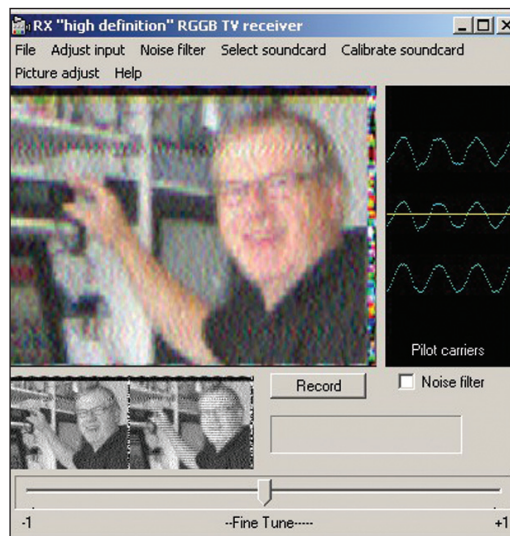 RX "high definition" RGGB TV receiver
File Adjust input Noise filter Select soundcard Calibrate soundcard
Picture adjust Help
Pilot carriers
Record
Noise filter
-1 --Fine Tune----- +1